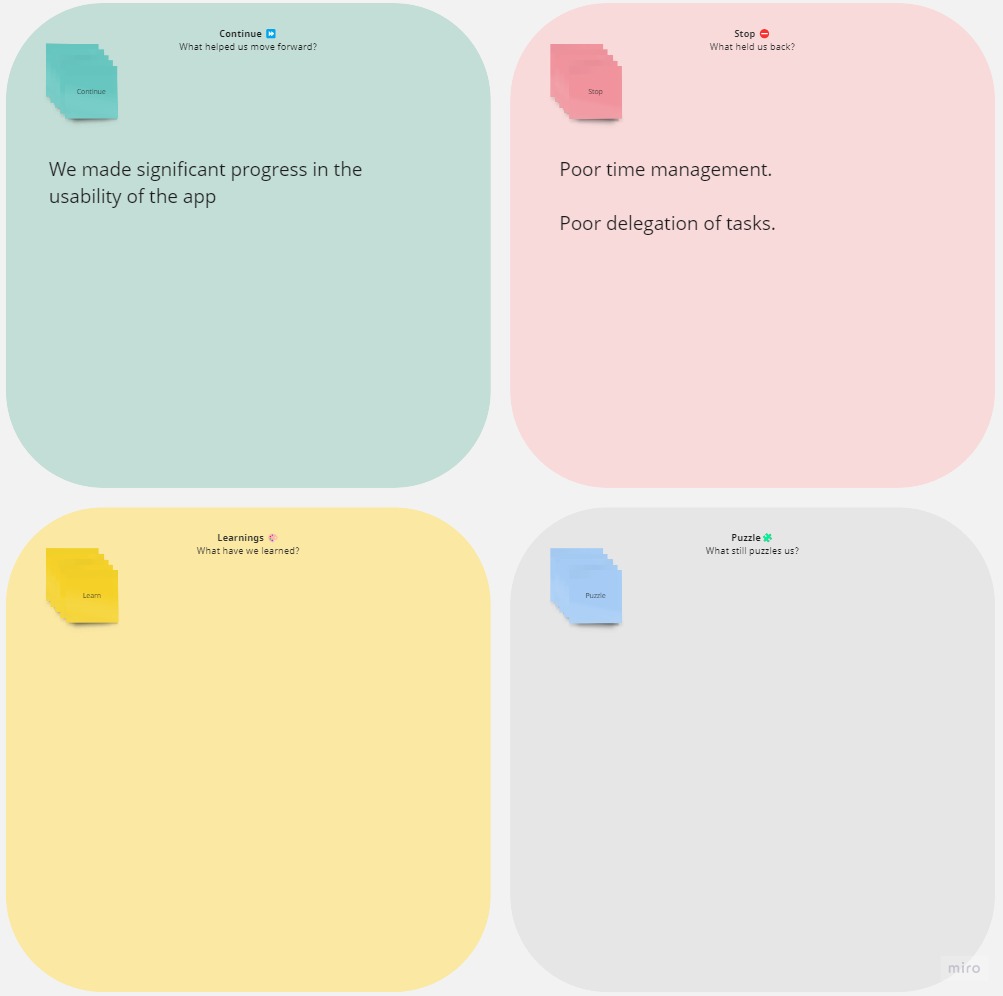 Continue
What helped us move forward?
Continue
We made significant progress in the
usability of the app
Stop
What held us back?
Stop
Poor time management.
Poor delegation of tasks.
Learnings
What have we learned?
Learn
Puzzle
What still puzzles us?
Puzzle
miro